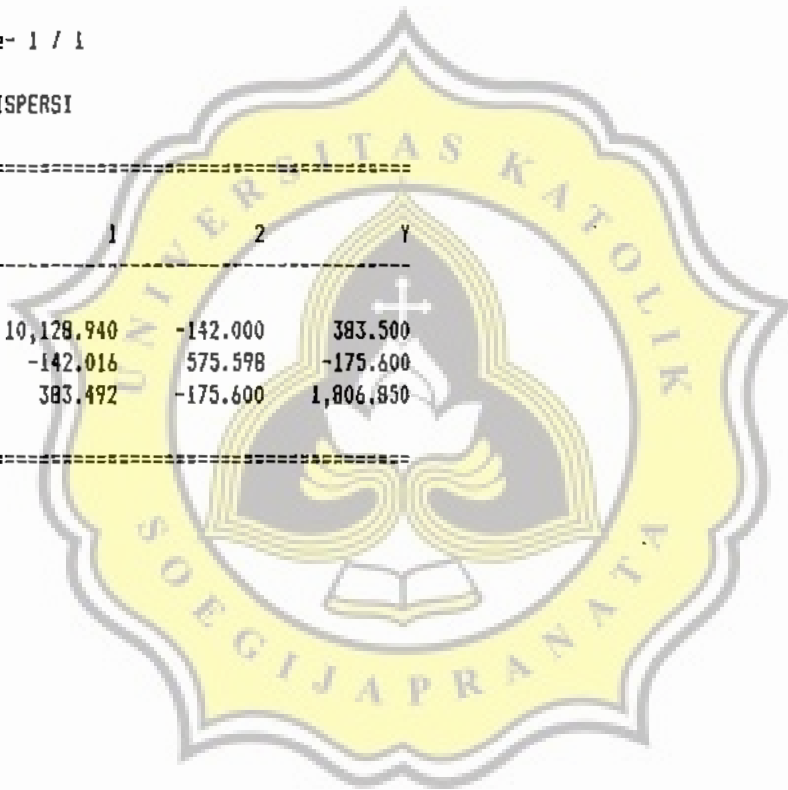 e- 1 / 1
ISPERSI
==============================================
1 2 Y
----------------------------------------------
10,128.940 -142.000 383.500
-142.016 575.598 -175.600
383.492 -175.600 1,806.850
==============================================
UNIVERSITAS KATOLIK
SOEGIJAPRANATA